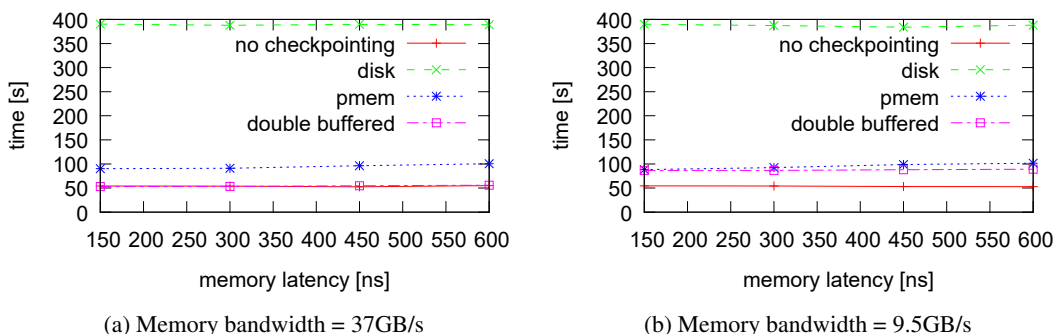 400
350
300
250
200
150
100
50
0
time [s]
no checkpointing
disk
pmem
double buffered
150 200 250 300 350 400 450 500 550 600
memory latency [ns]
(a) Memory bandwidth = 37GB/s
400
350
300
250
200
150
100
50
0
time [s]
no checkpointing
disk
pmem
double buffered
150 200 250 300 350 400 450 500 550 600
memory latency [ns]
(b) Memory bandwidth = 9.5GB/s